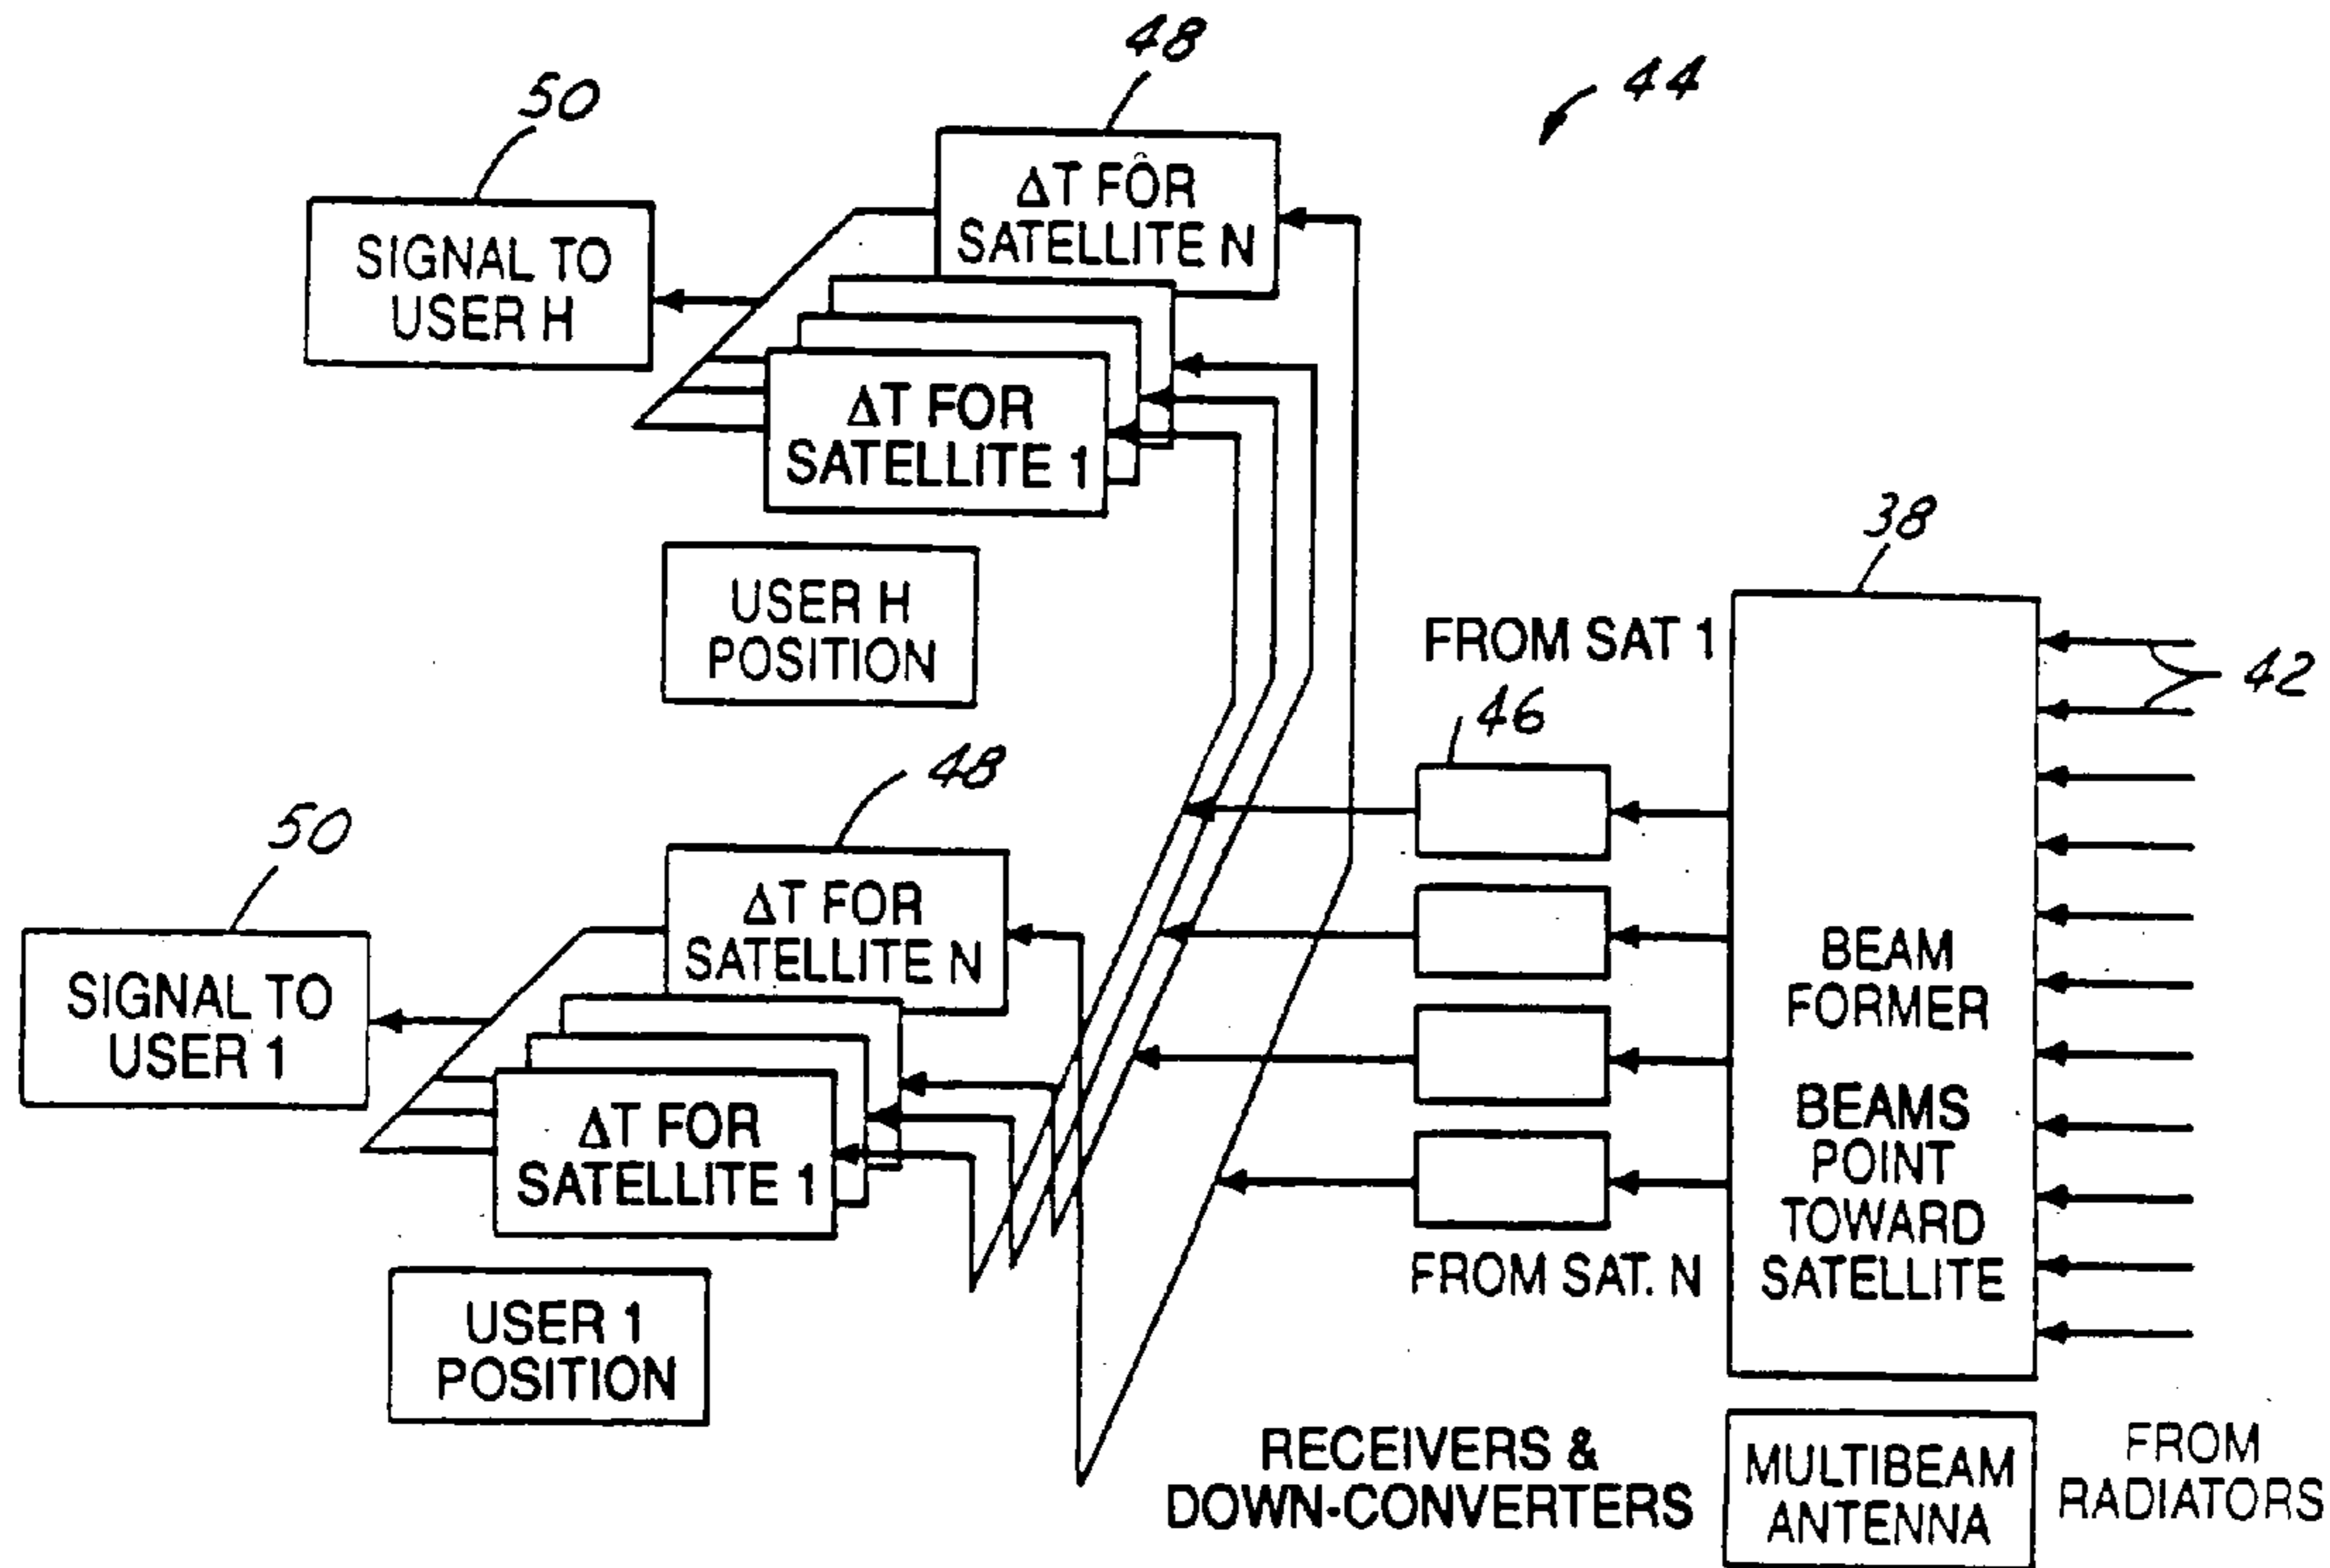 48
44
50
ΔT FOR
SATELLITE N
SIGNAL TO
USER H
ΔT FOR
SATELLITE 1
38
USER H
POSITION
FROM SAT 1
42
46
48
50
ΔT FOR
SATELLITE N
SIGNAL TO
USER 1
BEAM
FORMER
BEAMS
POINT
TOWARD
SATELLITE
ΔT FOR
SATELLITE 1
FROM SAT. N
USER 1
POSITION
RECEIVERS &
DOWN-CONVERTERS
MULTIBEAM
ANTENNA
FROM
RADIATORS